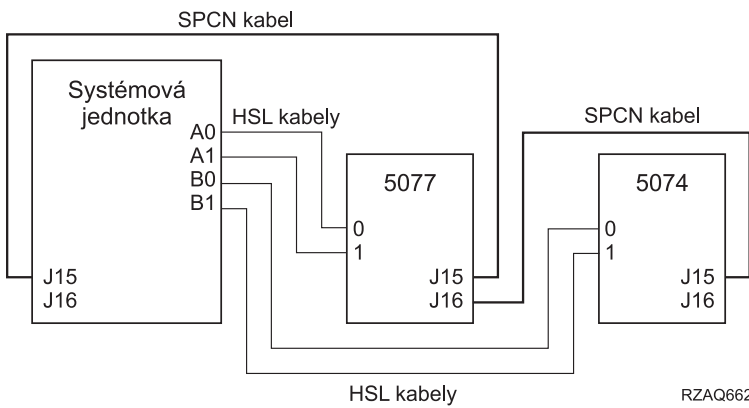 SPCN kabel
Systémová
jednotka
A0
A1
B0
B1
J15
J16
HSL kabely
5077
0
1
J15
J16
SPCN kabel
5074
0
1
J15
J16
HSL kabely
RZAQ662